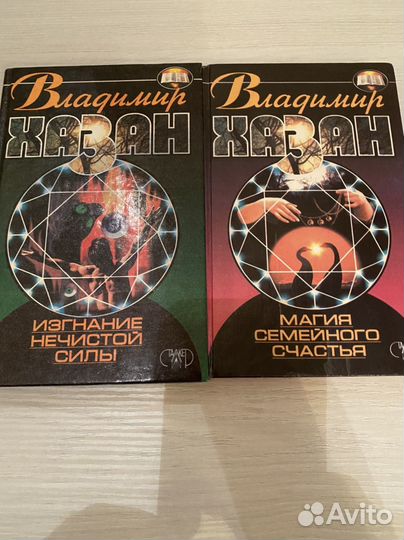 Владимир
ХАЗАН
ИЗГНАНИЕ
НЕЧИСТОЙ
СИЛЫ
Владимир
ХАЗАН
МАГИЯ
СЕМЕЙНОГО
СЧАСТЬЯ
Avito